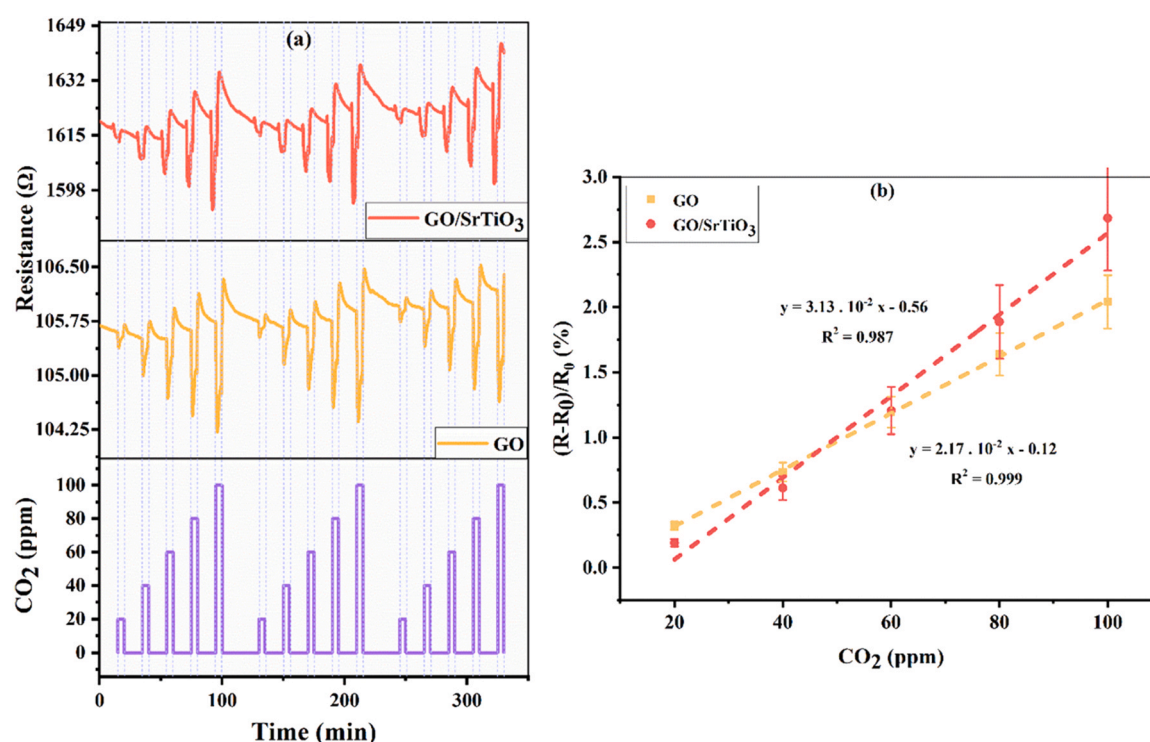 (a)
1649
1632
1615
1598
GO/SrTiO3
106.50
105.75
105.00
104.25
GO
Resistance (Ω)
100
80
60
40
20
0
CO2 (ppm)
0 100 200 300
Time (min)
(b)
GO
GO/SrTiO3
3.0
2.5
2.0
1.5
1.0
0.5
0.0
(R-R0)/R0 (%)
y = 3.13 . 10-2 x - 0.56
R2 = 0.987
y = 2.17 . 10-2 x - 0.12
R2 = 0.999
20 40 60 80 100
CO2 (ppm)